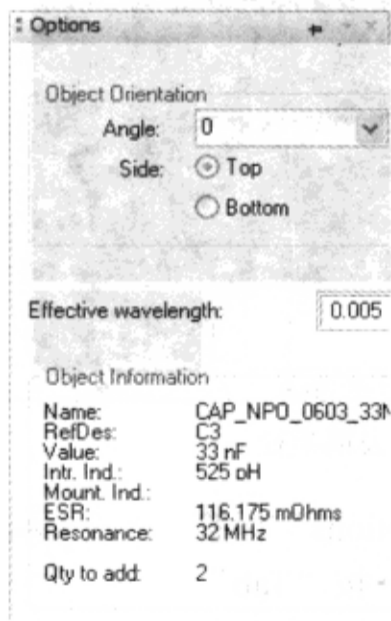 Options
Object Orientation
Angle: 0
Side: Top
Bottom
Effective wavelength: 0.005
Object Information
Name: CAP_NPO_0603_33N
RefDes: C3
Value: 33 nF
Intr. Ind.: 525 pH
Mount. Ind.:
ESR: 116.175 mOhms
Resonance: 32 MHz
Qty to add: 2